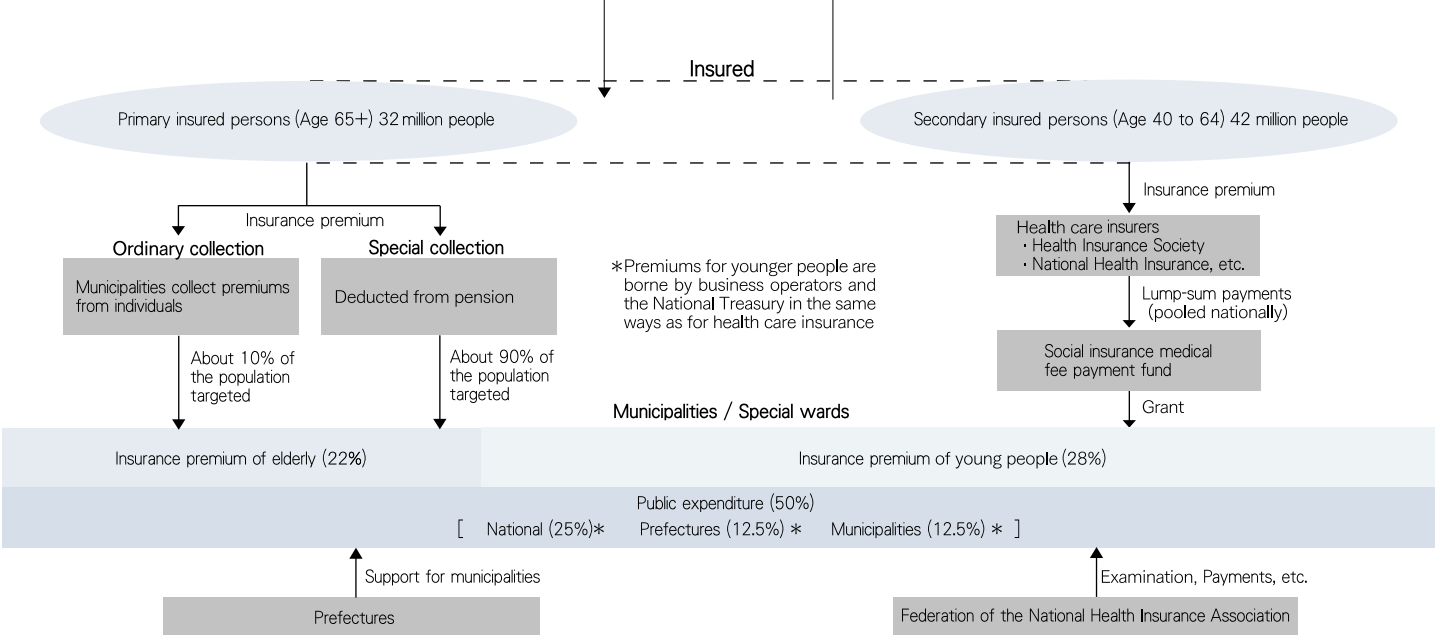 Insured
Primary insured persons (Age 65+) 32 million people
Secondary insured persons (Age 40 to 64) 42 million people
Insurance premium
Ordinary collection
Special collection
Municipalities collect premiums
from individuals
Deducted from pension
About 10% of
the population
targeted
About 90% of
the population
targeted
*Premiums for younger people are
borne by business operators and
the National Treasury in the same
ways as for health care insurance
Insurance premium
Health care insurers
・Health Insurance Society
・National Health Insurance, etc.
Lump-sum payments
(pooled nationally)
Social insurance medical
fee payment fund
Grant
Municipalities / Special wards
Insurance premium of elderly (22%)
Insurance premium of young people (28%)
Public expenditure (50%)
[ National (25%)* Prefectures (12.5%) * Municipalities (12.5%) * ]
Support for municipalities
Prefectures
Examination, Payments, etc.
Federation of the National Health Insurance Association